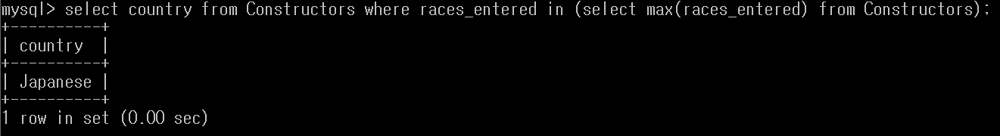 mysql> select country from Constructors where races_entered in (select max(races_entered) from Constructors);
+----------+
| country  |
+----------+
| Japanese |
+----------+
1 row in set (0.00 sec)